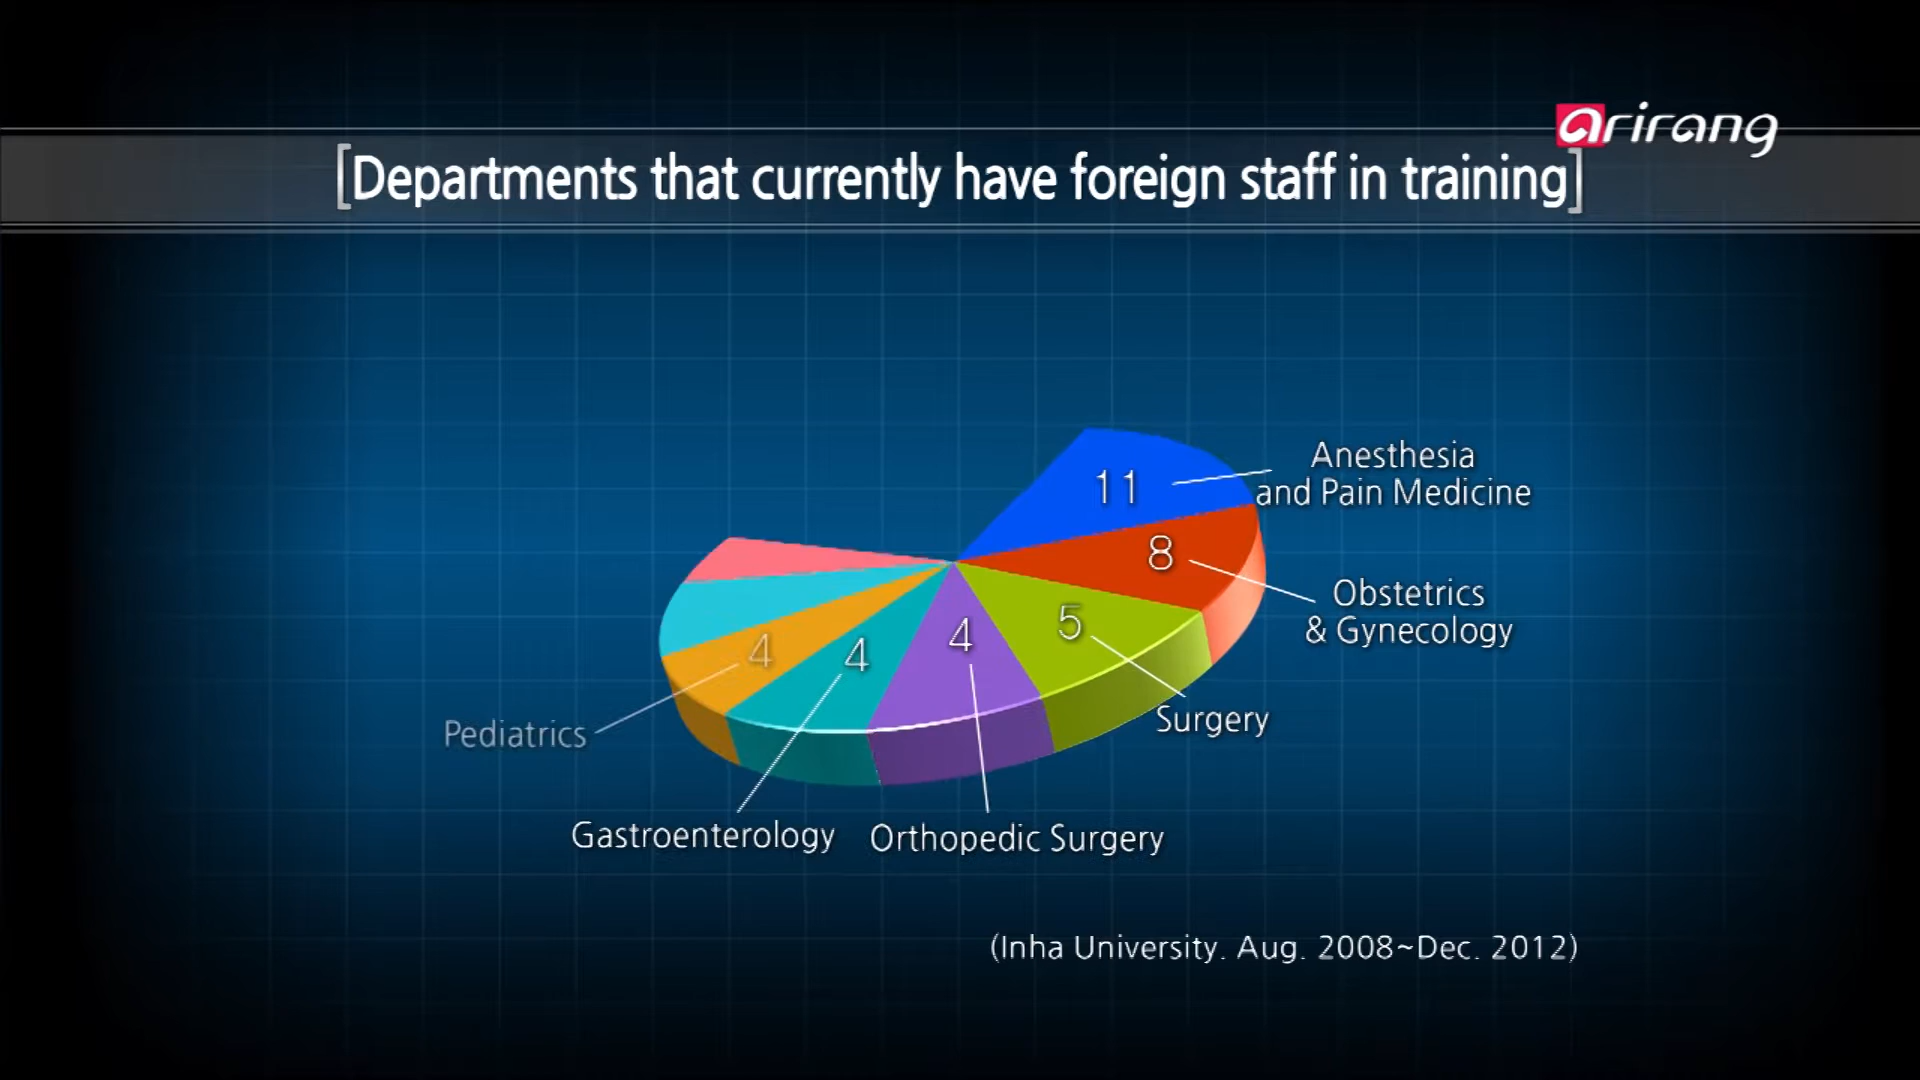 arirang
[Departments that currently have foreign staff in training]
11
Anesthesia
and Pain Medicine
8
Obstetrics
& Gynecology
5
Surgery
4
Orthopedic Surgery
4
Gastroenterology
4
Pediatrics
(Inha University. Aug. 2008~Dec. 2012)